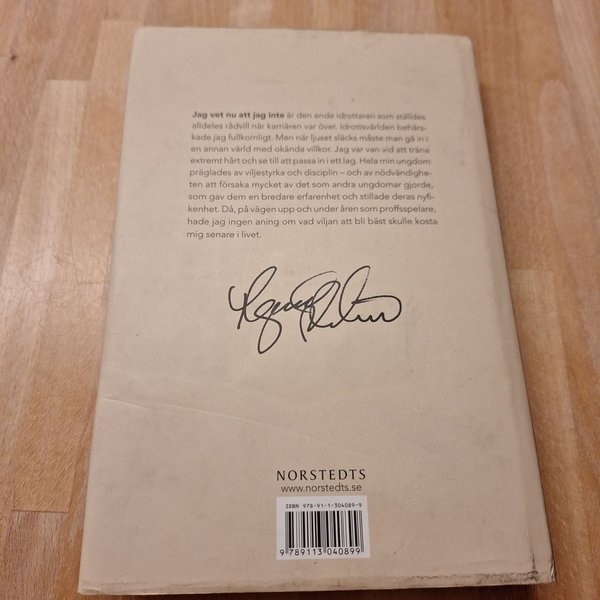 Jag vet nu att jag inte är den ende idrottaren som ställdes
alldeles rådvill när karriären var över. Idrottsvärlden behärs-
kade jag fullkomligt. Men när ljuset släcks måste man gå in i
en annan värld med okända villkor. Jag var van vid att träna
extremt hårt och se till att passa in i ett lag. Hela min ungdom
präglades av viljestyrka och disciplin – och av nödvändighe-
ten att försaka mycket av det som andra ungdomar gjorde,
som gav dem en bredare erfarenhet och stillade deras nyfi-
kenhet. Då, på vägen upp och under åren som proffsspelare,
hade jag ingen aning om vad viljan att bli bäst skulle kosta
mig senare i livet.
NORSTEDTS
www.norstedts.se
ISBN 978-91-1-304089-9
9 789113 040899